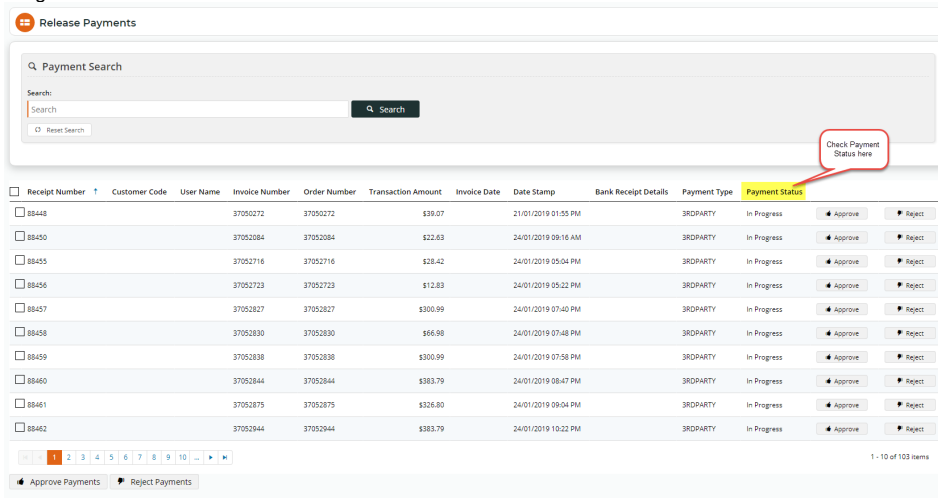 Release Payments
Payment Search
Search:
Search
Search
Reset Search
Check Payment
Status here
Receipt Number ↑ Customer Code User Name Invoice Number Order Number Transaction Amount Invoice Date Date Stamp Bank Receipt Details Payment Type Payment Status
88448 37050272 37050272 $39.07 21/01/2019 01:55 PM 3RDPARTY In Progress Approve Reject
88450 37052084 37052084 $22.63 24/01/2019 09:16 AM 3RDPARTY In Progress Approve Reject
88455 37052716 37052716 $28.42 24/01/2019 05:04 PM 3RDPARTY In Progress Approve Reject
88456 37052723 37052723 $12.83 24/01/2019 05:22 PM 3RDPARTY In Progress Approve Reject
88457 37052827 37052827 $300.99 24/01/2019 07:40 PM 3RDPARTY In Progress Approve Reject
88458 37052830 37052830 $66.98 24/01/2019 07:48 PM 3RDPARTY In Progress Approve Reject
88459 37052838 37052838 $300.99 24/01/2019 07:58 PM 3RDPARTY In Progress Approve Reject
88460 37052844 37052844 $383.79 24/01/2019 08:47 PM 3RDPARTY In Progress Approve Reject
88461 37052875 37052875 $326.80 24/01/2019 09:04 PM 3RDPARTY In Progress Approve Reject
88462 37052944 37052944 $383.79 24/01/2019 10:22 PM 3RDPARTY In Progress Approve Reject
1 2 3 4 5 6 7 8 9 10 ... 1 - 10 of 103 items
Approve Payments Reject Payments